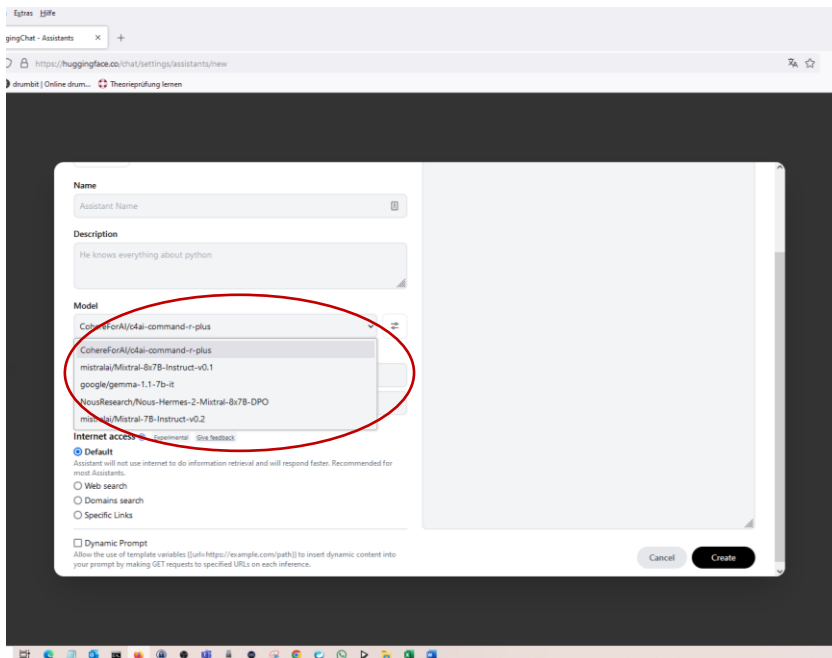 Extras Hilfe
gingChat - Assistants × +
https://huggingface.co/chat/settings/assistants/new
drumbit | Online drum... Theorieprüfung lernen
Name
Assistant Name
Description
He knows everything about python
Model
CohereForAI/c4ai-command-r-plus
CohereForAI/c4ai-command-r-plus
mistralai/Mixtral-8x7B-Instruct-v0.1
google/gemma-1.1-7b-it
NousResearch/Nous-Hermes-2-Mixtral-8x7B-DPO
mistralai/Mistral-7B-Instruct-v0.2
Internet access Experimental Give feedback
Default
Assistant will not use internet to do information retrieval and will respond faster. Recommended for
most Assistants.
Web search
Domains search
Specific Links
Dynamic Prompt
Allow the use of template variables {{url=https://example.com/path}} to insert dynamic content into
your prompt by making GET requests to specified URLs on each inference.
Cancel Create